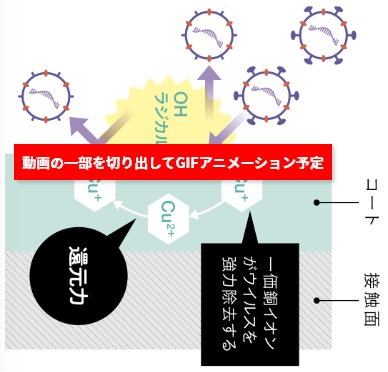 OH
ラジカル
動画の一部を切り出してGIFアニメーション予定
Cu+
Cu2+
Cu+
コート
還元力
一価銅イオン
がウイルスを
強力除去する
接触面